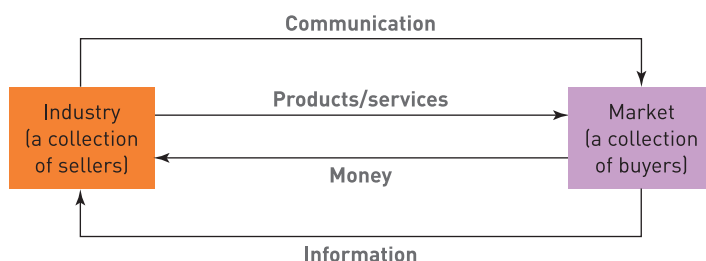 Communication
Products/services
Industry
(a collection
of sellers)
Market
(a collection
of buyers)
Money
Information